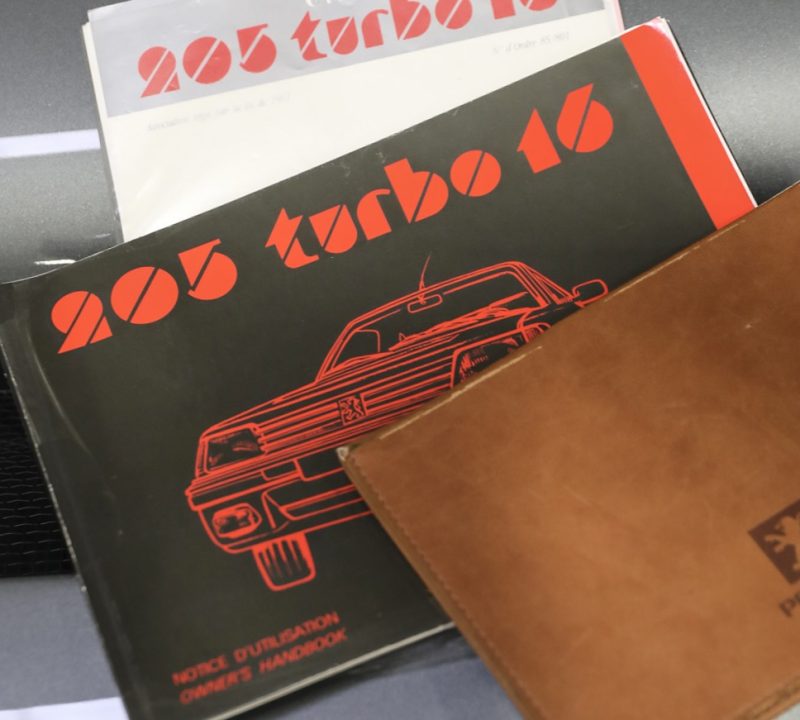 205 turbo 16
205 turbo 16
NOTICE D'UTILISATION
OWNER'S HANDBOOK